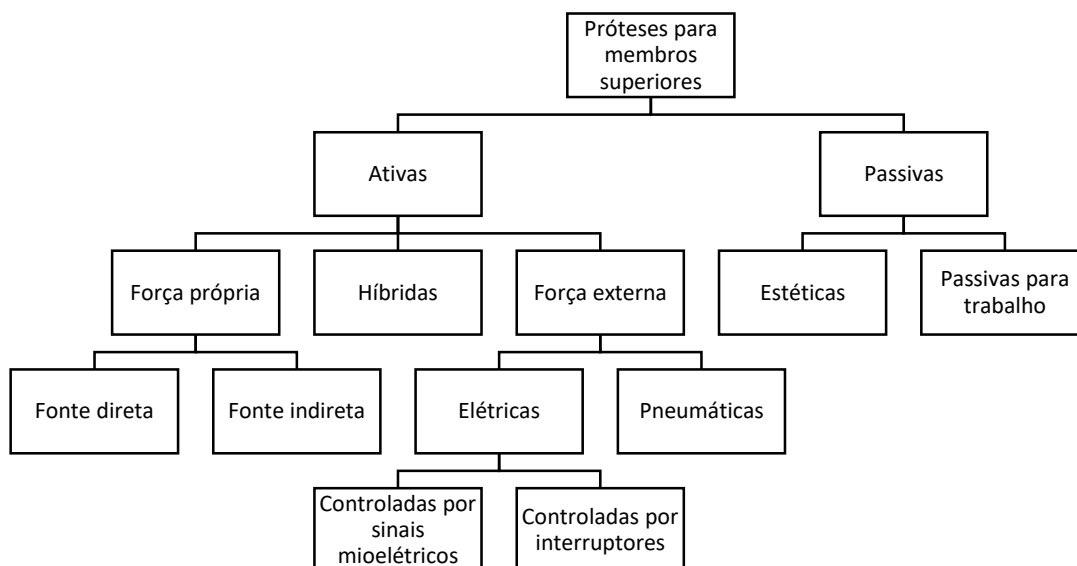 Próteses para
membros
superiores
Ativas
Passivas
Força própria
Híbridas
Força externa
Estéticas
Passivas para
trabalho
Fonte direta
Fonte indireta
Elétricas
Pneumáticas
Controladas por
sinais
mioelétricos
Controladas por
interruptores